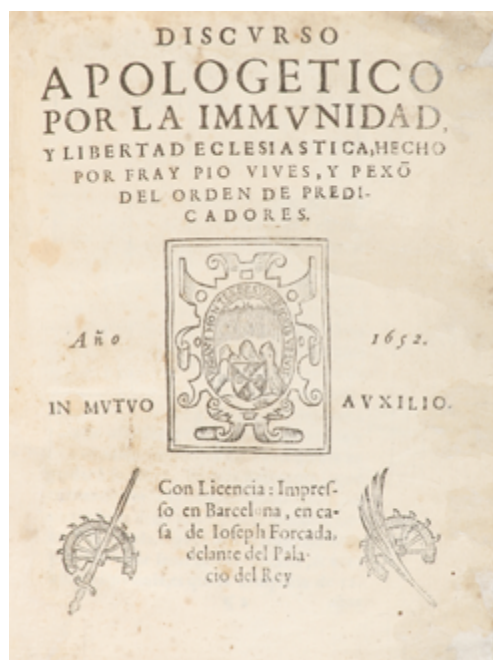 DISCVRSO
APOLOGETICO
POR LA IMMVNIDAD,
Y LIBERTAD ECLESIASTICA, HECHO
POR FRAY PIO VIVES, Y PEXÕ
DEL ORDEN DE PREDI-
CADORES.
Año 1652.
IN MVTVO AVXILIO.
Con Licencia: Impres-
so en Barcelona, en ca-
sa de Ioseph Forcada,
delante del Pala-
cio del Rey